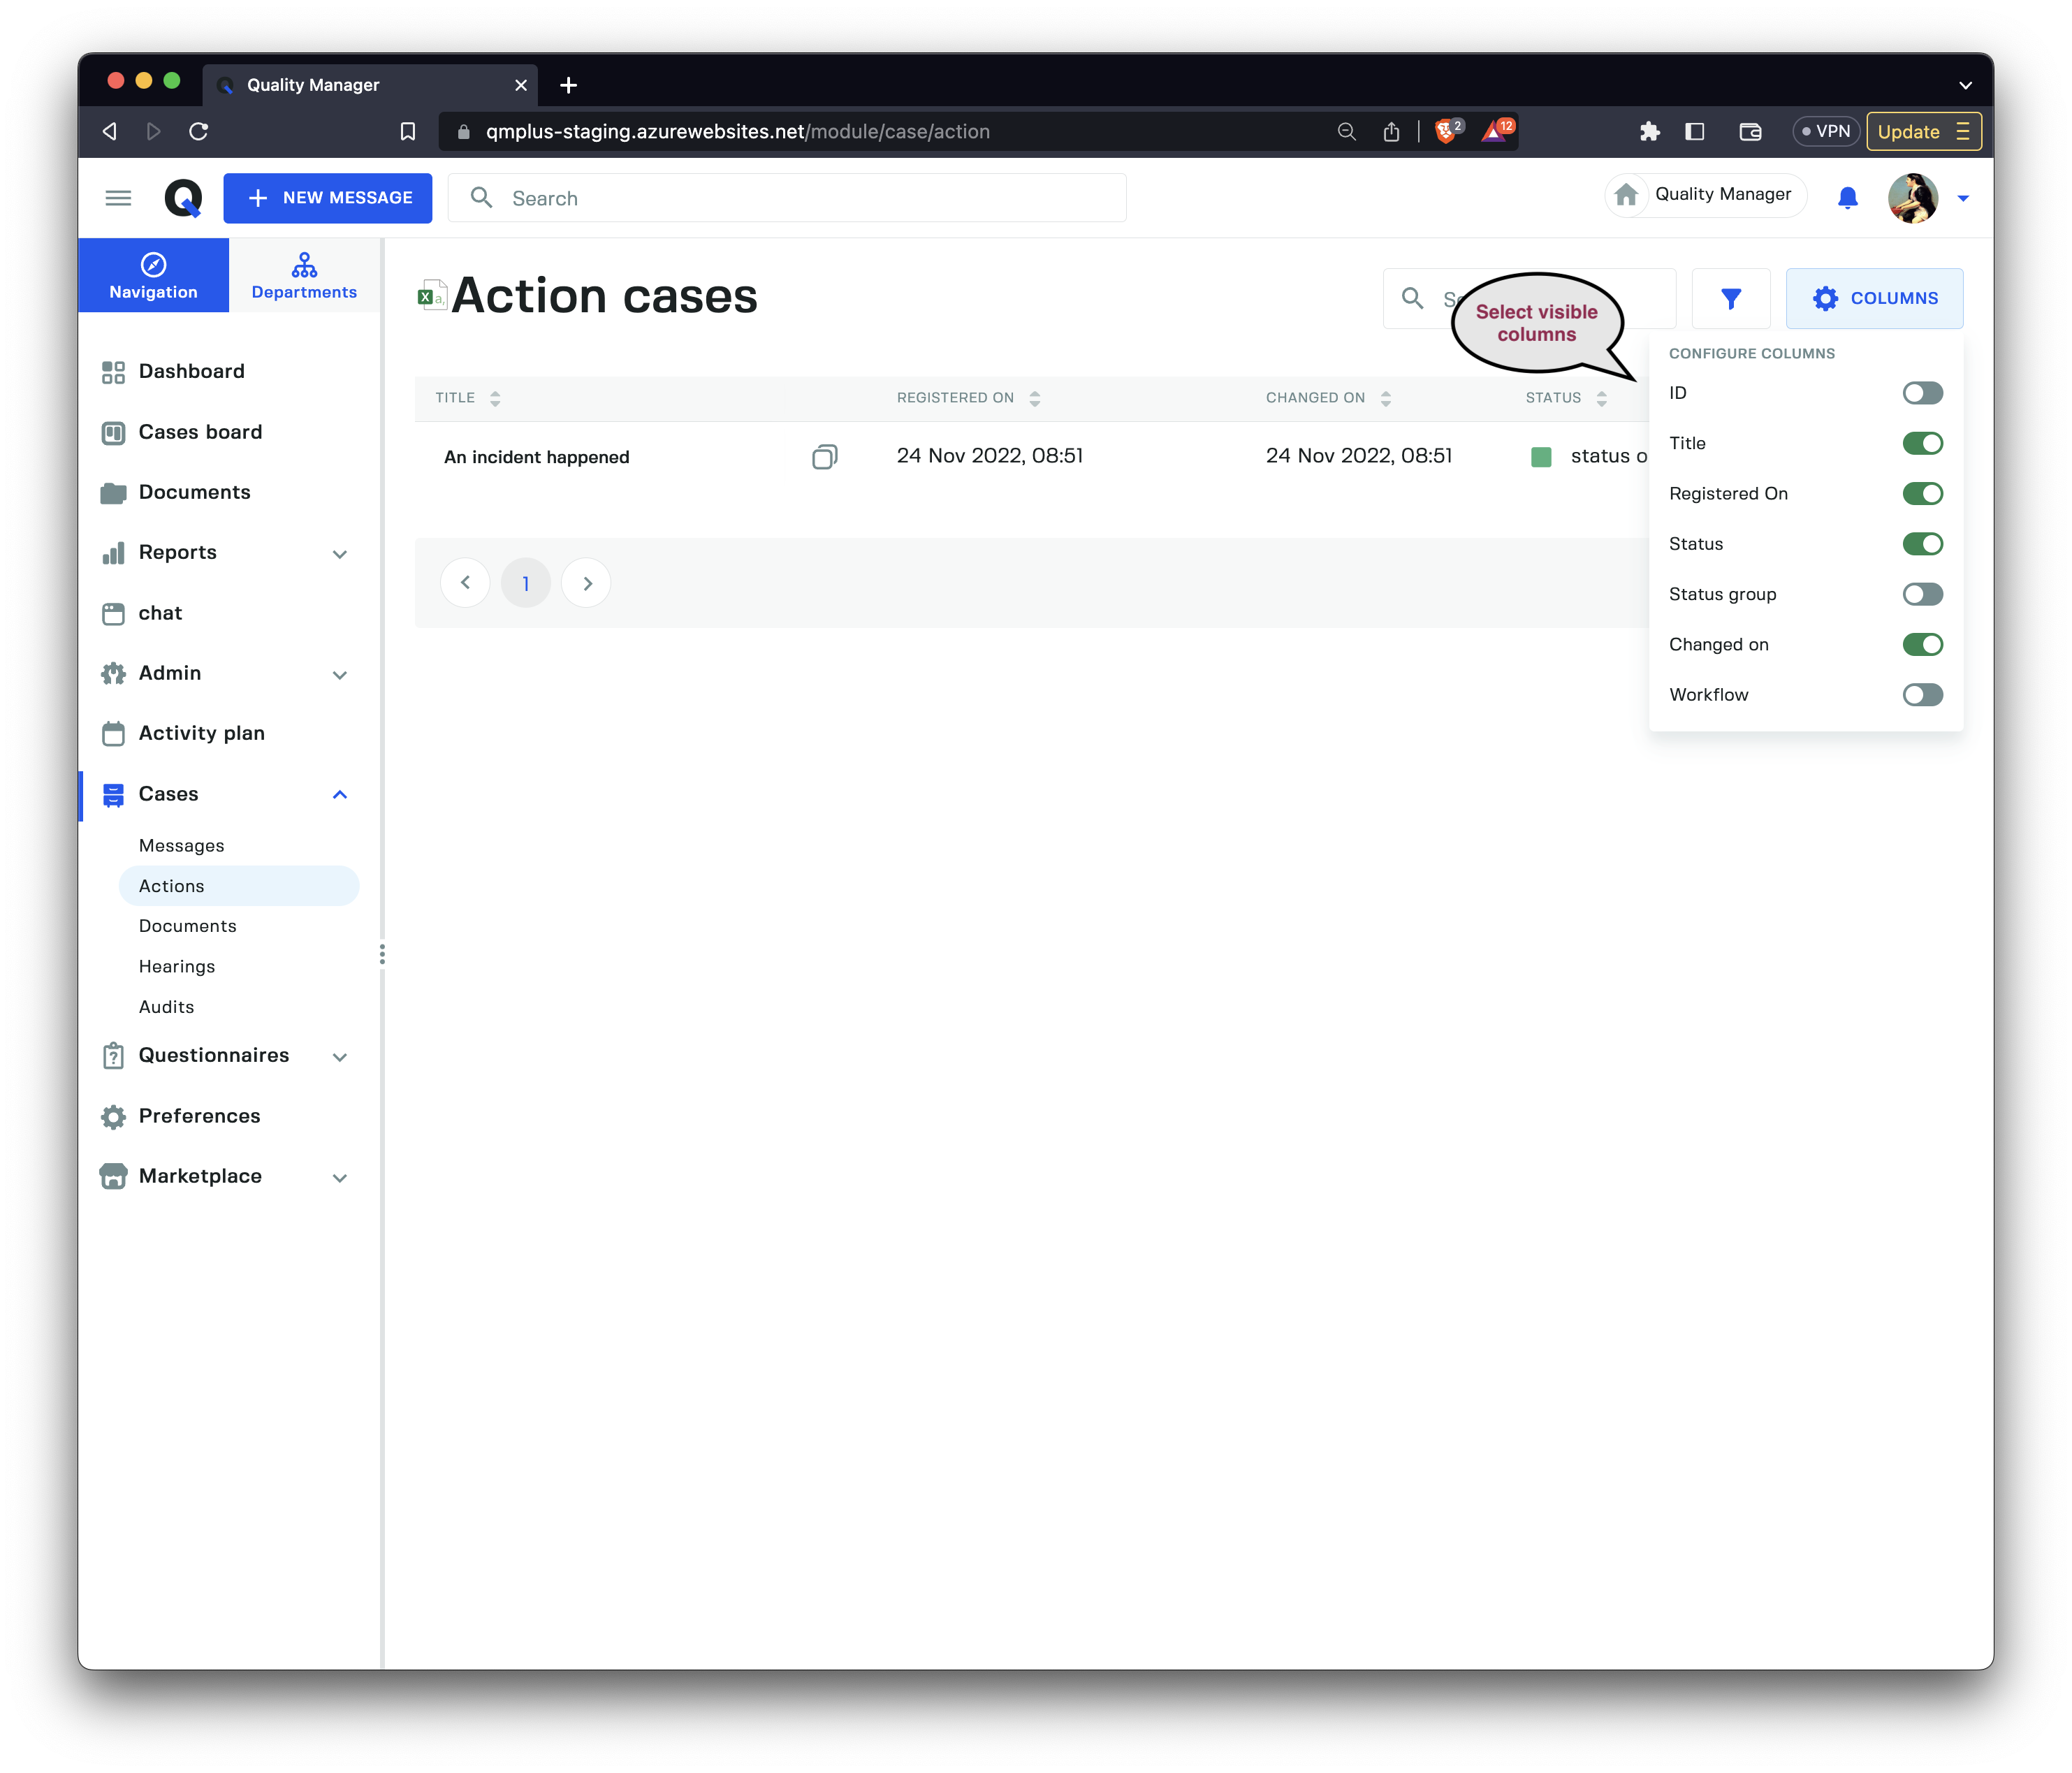 Quality Manager
qmplus-staging.azurewebsites.net/module/case/action
2
12
VPN
Update
NEW MESSAGE
Search
Quality Manager
Navigation
Departments
Action cases
Select visible
columns
COLUMNS
CONFIGURE COLUMNS
ID
Title
Registered On
Status
Status group
Changed on
Workflow
TITLE
REGISTERED ON
CHANGED ON
STATUS
An incident happened
24 Nov 2022, 08:51
24 Nov 2022, 08:51
status o
1
Dashboard
Cases board
Documents
Reports
chat
Admin
Activity plan
Cases
Messages
Actions
Documents
Hearings
Audits
Questionnaires
Preferences
Marketplace